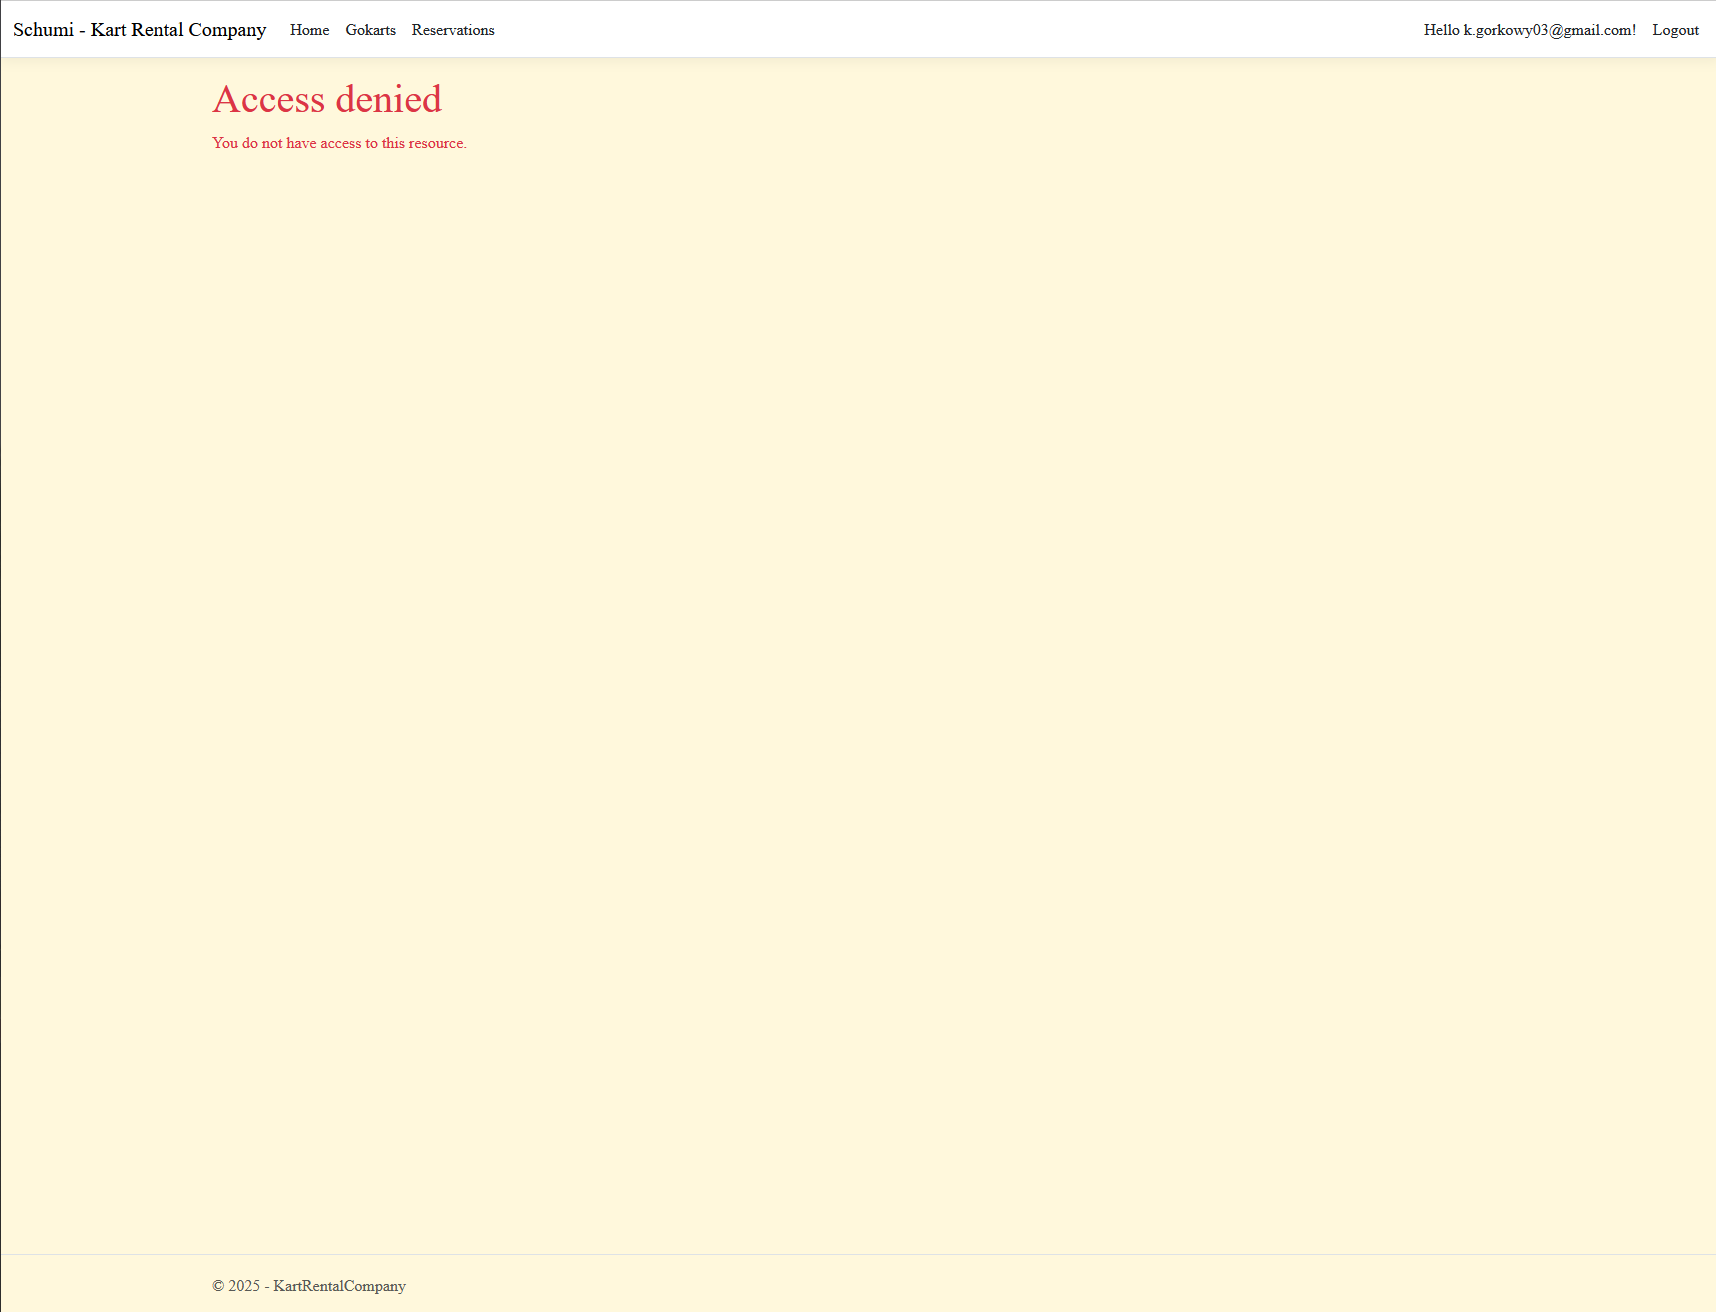 Schumi - Kart Rental Company Home Gokarts Reservations Hello k.gorkowy03@gmail.com! Logout
Access denied
You do not have access to this resource.
© 2025 - KartRentalCompany